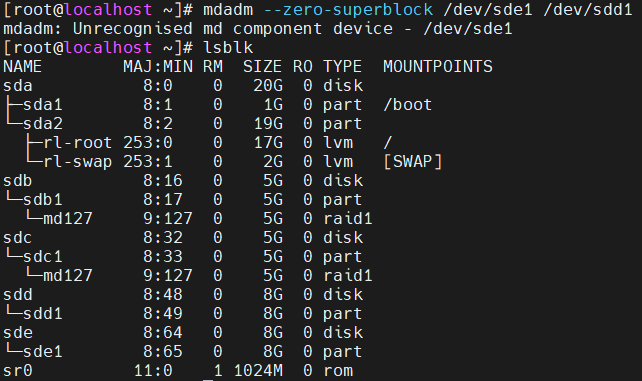 [root@localhost ~]# mdadm --zero-superblock /dev/sde1 /dev/sdd1
mdadm: Unrecognised md component device - /dev/sde1
[root@localhost ~]# lsblk
NAME        MAJ:MIN RM  SIZE RO TYPE  MOUNTPOINTS
sda           8:0    0   20G  0 disk
├─sda1        8:1    0    1G  0 part  /boot
└─sda2        8:2    0   19G  0 part
  ├─rl-root 253:0    0   17G  0 lvm   /
  └─rl-swap 253:1    0    2G  0 lvm   [SWAP]
sdb           8:16   0    5G  0 disk
└─sdb1        8:17   0    5G  0 part
  └─md127     9:127  0    5G  0 raid1
sdc           8:32   0    5G  0 disk
└─sdc1        8:33   0    5G  0 part
  └─md127     9:127  0    5G  0 raid1
sdd           8:48   0    8G  0 disk
└─sdd1        8:49   0    8G  0 part
sde           8:64   0    8G  0 disk
└─sde1        8:65   0    8G  0 part
sr0          11:0    1 1024M  0 rom